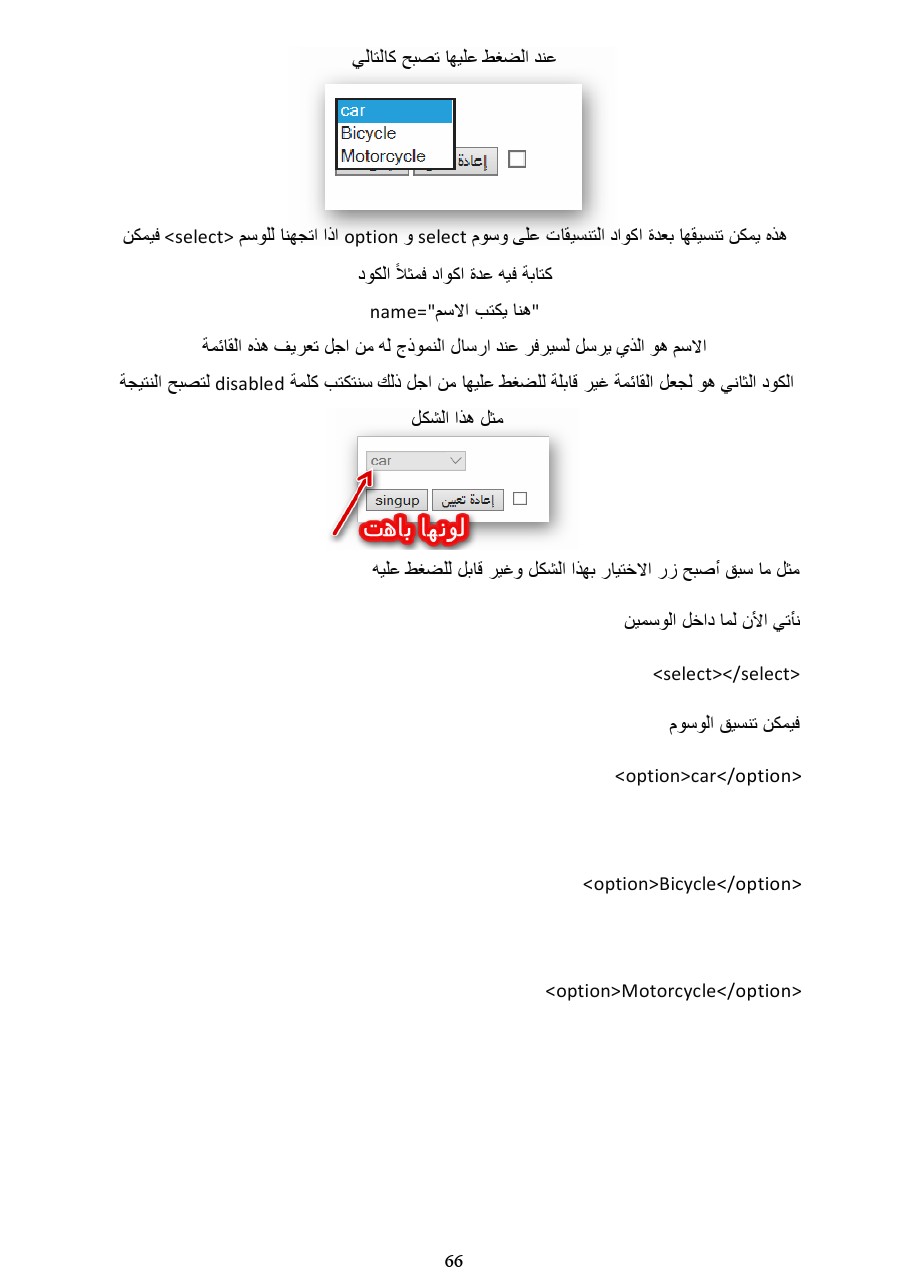 عند الضغط عليها تصبح كالتالي
car
Bicycle
Motorcycle
إعادة
هذه يمكن تنسيقها بعدة اكواد التنسيقات على وسوم select و option اذا اتجهنا للوسم <select> فيمكن
كتابة فيه عدة اكواد فمثلاً الكود
name="هنا يكتب الاسم"
الاسم هو الذي يرسل لسيرفر عند ارسال النموذج له من اجل تعريف هذه القائمة
الكود الثاني هو لجعل القائمة غير قابلة للضغط عليها من اجل ذلك سنتكتب كلمة disabled لتصبح النتيجة
مثل هذا الشكل
car
singup إعادة تعيين
لونها باهت
مثل ما سبق أصبح زر الاختيار بهذا الشكل وغير قابل للضغط عليه
نأتي الأن لما داخل الوسمين
<select></select>
فيمكن تنسيق الوسوم
<option>car</option>
<option>Bicycle</option>
<option>Motorcycle</option>
66